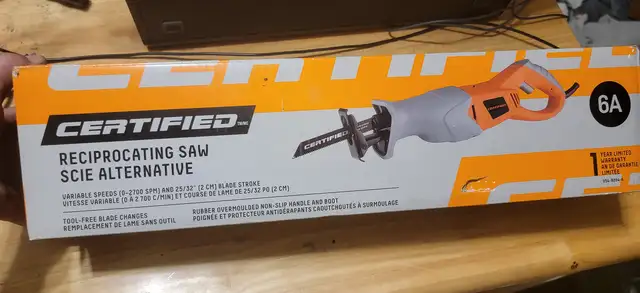 CERTIFIED
CERTIFIED
RECIPROCATING SAW
SCIE ALTERNATIVE
VARIABLE SPEEDS (0-2700 SPM) AND 25/32" (2 CM) BLADE STROKE
VITESSE VARIABLE (0 À 2 700 C/MIN) ET COURSE DE LAME DE 25/32 PO (2 CM)
TOOL-FREE BLADE CHANGES
REMPLACEMENT DE LAME SANS OUTIL
RUBBER OVERMOULDED NON-SLIP HANDLE AND BOOT
POIGNÉE ET PROTECTEUR ANTIDÉRAPANTS CAOUTCHOUTÉS À SURMOULAGE
6A
1 YEAR LIMITED
WARRANTY
AN DE GARANTIE
LIMITÉE